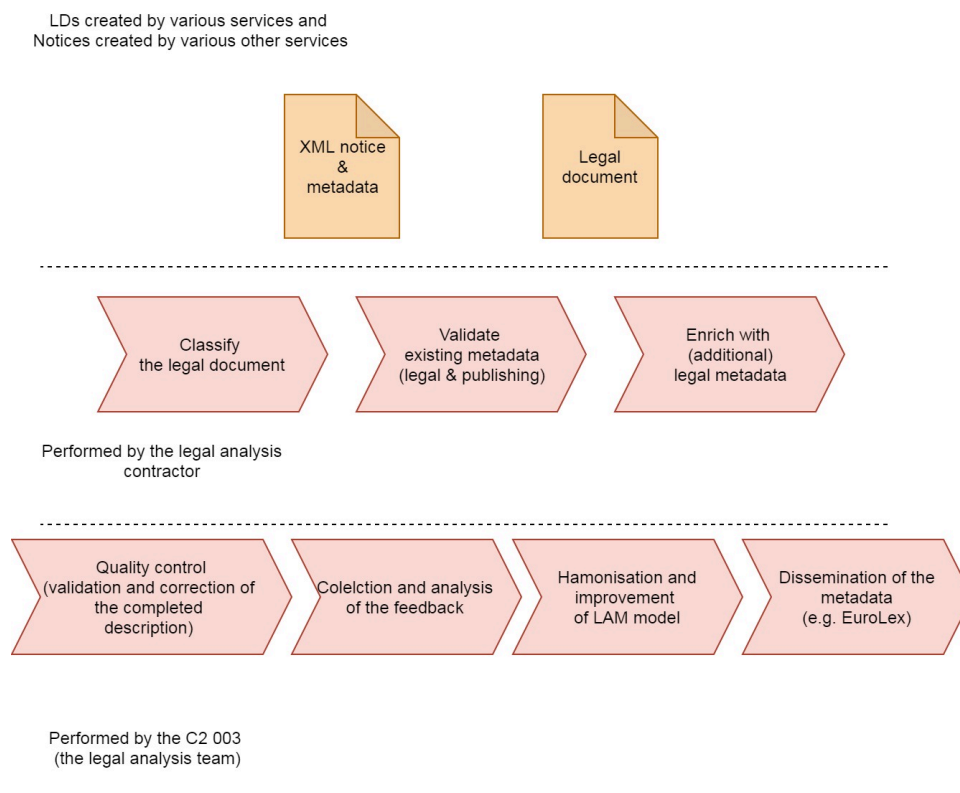 LDs created by various services and
Notices created by various other services
XML notice
&
metadata
Legal
document
Classify
the legal document
Validate
existing metadata
(legal & publishing)
Enrich with
(additional)
legal metadata
Performed by the legal analysis
contractor
Quality control
(validation and correction of
the completed
description)
Colelction and analysis
of the feedback
Hamonisation and
improvement
of LAM model
Dissemination of the
metadata
(e.g. EuroLex)
Performed by the C2 003
(the legal analysis team)